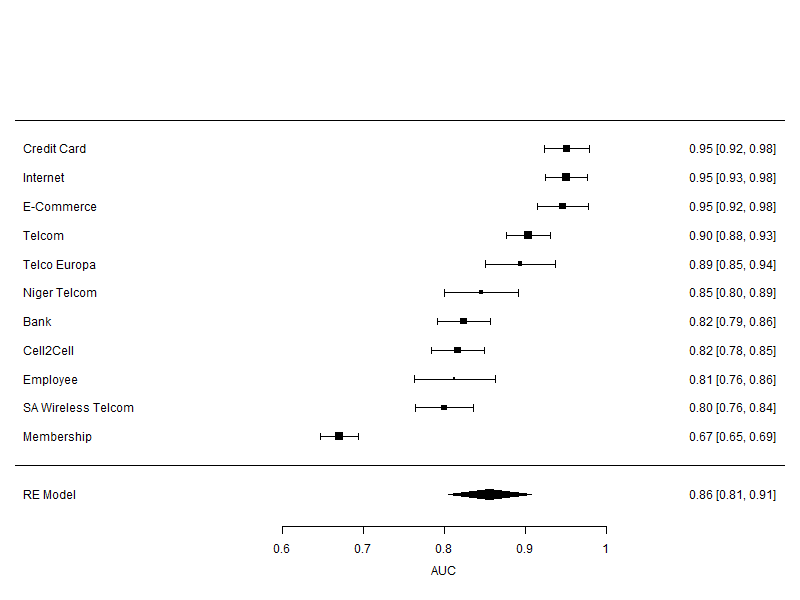 Credit Card 0.95 [0.92, 0.98]
Internet 0.95 [0.93, 0.98]
E-Commerce 0.95 [0.92, 0.98]
Telcom 0.90 [0.88, 0.93]
Telco Europa 0.89 [0.85, 0.94]
Niger Telcom 0.85 [0.80, 0.89]
Bank 0.82 [0.79, 0.86]
Cell2Cell 0.82 [0.78, 0.85]
Employee 0.81 [0.76, 0.86]
SA Wireless Telcom 0.80 [0.76, 0.84]
Membership 0.67 [0.65, 0.69]
RE Model 0.86 [0.81, 0.91]
0.6 0.7 0.8 0.9 1
AUC